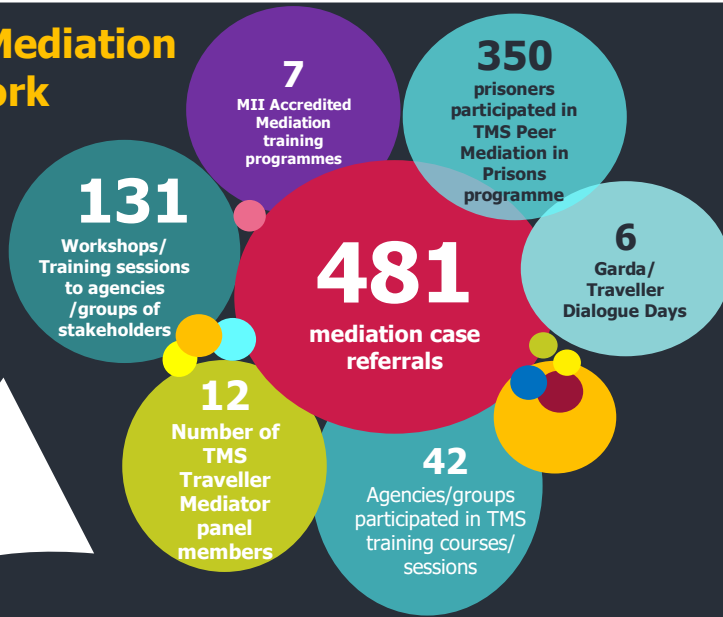 Mediation
7
MII Accredited
Mediation
training
programmes
350
prisoners
participated in
TMS Peer
Mediation in
Prisons
programme
131
Workshops/
Training sessions
to agencies
/groups of
stakeholders
481
mediation case
referrals
6
Garda/
Traveller
Dialogue Days
12
Number of
TMS
Traveller
Mediator
panel
members
42
Agencies/groups
participated in TMS
training courses/
sessions